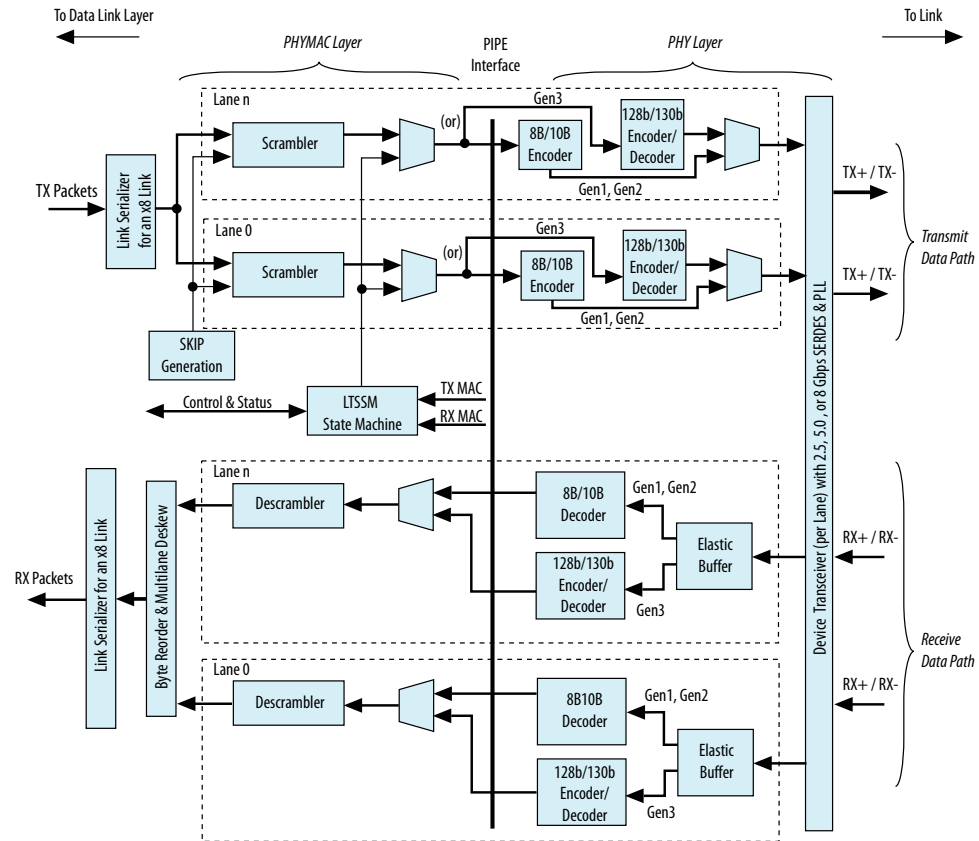 To Data Link Layer
To Link
PHYMAC Layer
PIPE
Interface
PHY Layer
Lane n
Scrambler
(or)
Gen3
8B/10B
Encoder
128b/130b
Encoder/
Decoder
Gen1, Gen2
TX Packets
Link Serializer
for an x8 Link
TX+ / TX-
Lane 0
Scrambler
(or)
Gen3
8B/10B
Encoder
128b/130b
Encoder/
Decoder
Gen1, Gen2
TX+ / TX-
Transmit
Data Path
SKIP
Generation
Control & Status
LTSSM
State Machine
TX MAC
RX MAC
Device Transceiver (per Lane) with 2.5, 5.0 , or 8 Gbps SERDES & PLL
Lane n
Descrambler
8B/10B
Decoder
Gen1, Gen2
128b/130b
Encoder/
Decoder
Gen3
Elastic
Buffer
RX+ / RX-
RX Packets
Link Serializer for an x8 Link
Byte Reorder & Multilane Deskew
Lane 0
Descrambler
8B10B
Decoder
Gen1, Gen2
128b/130b
Encoder/
Decoder
Gen3
Elastic
Buffer
RX+ / RX-
Receive
Data Path